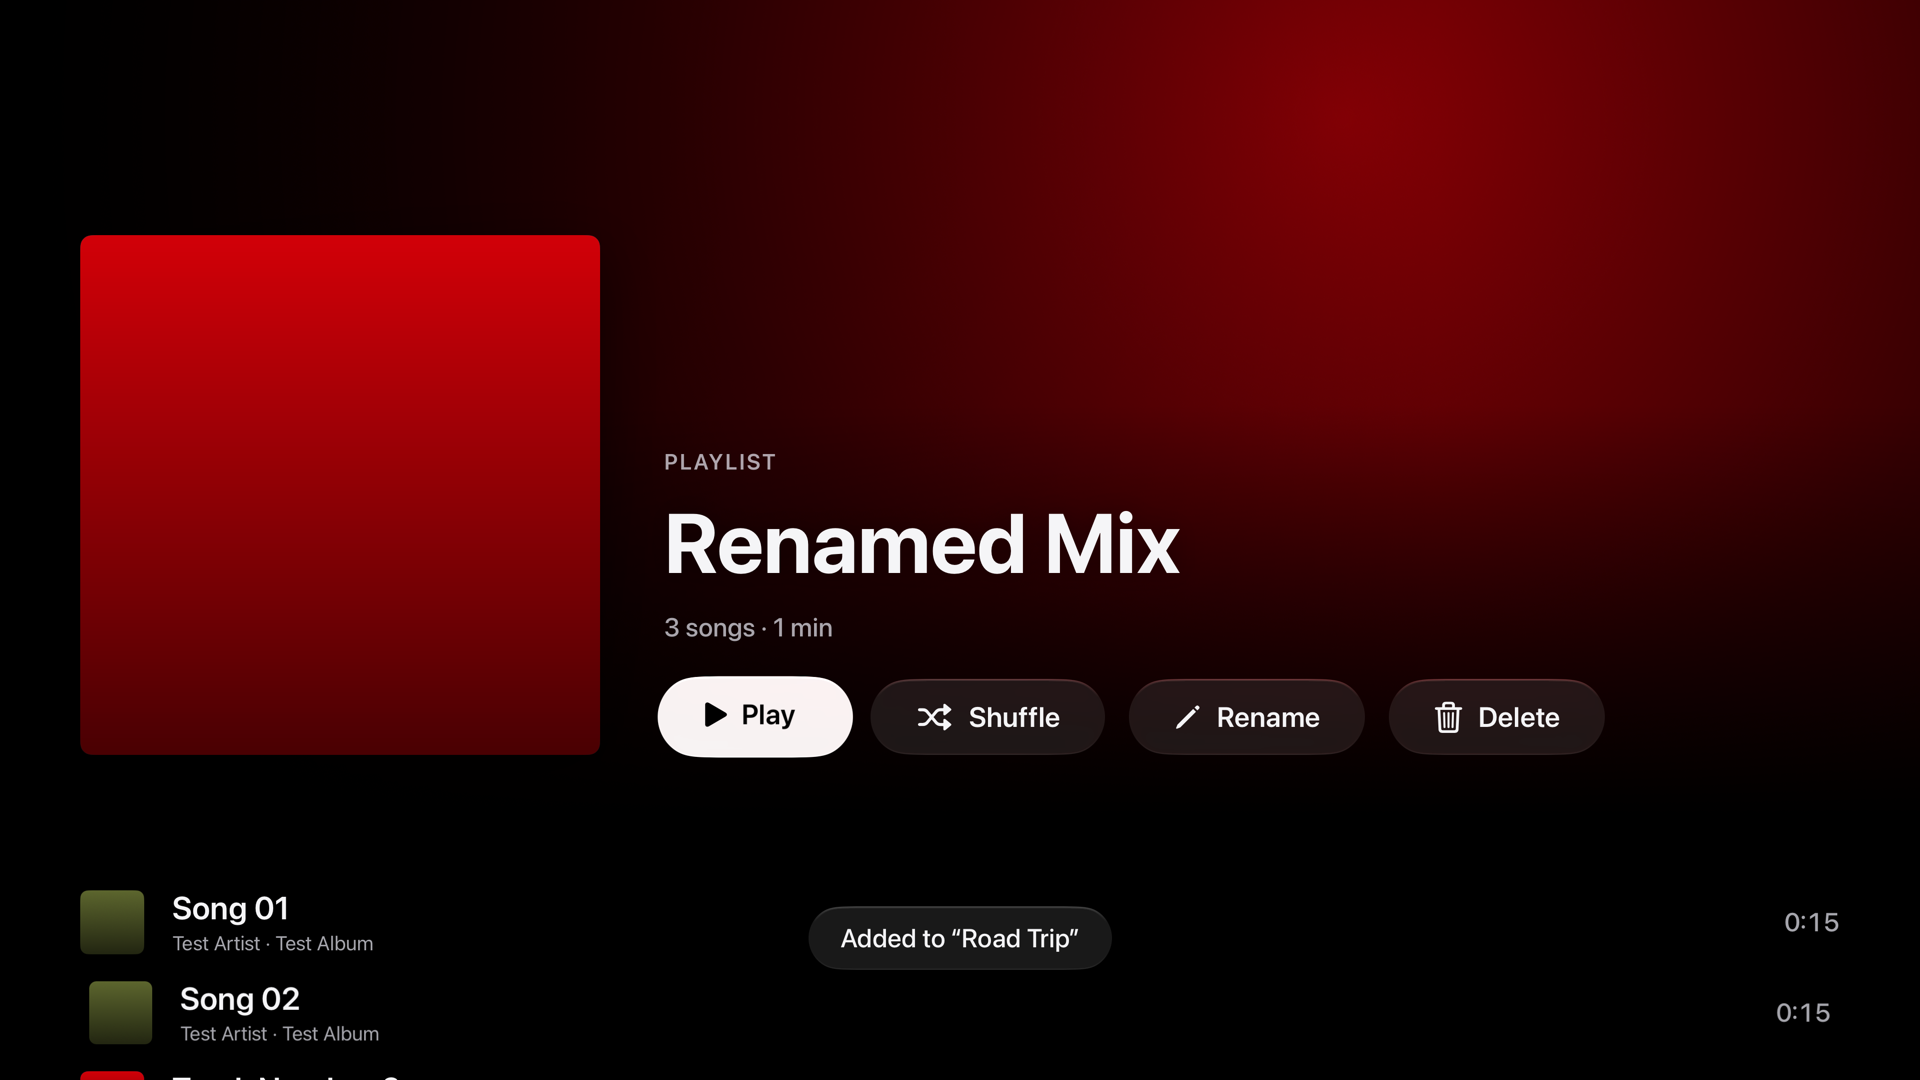 PLAYLIST
Renamed Mix
3 songs · 1 min
Play
Shuffle
Rename
Delete
Song 01
Test Artist · Test Album
0:15
Added to “Road Trip”
Song 02
Test Artist · Test Album
0:15